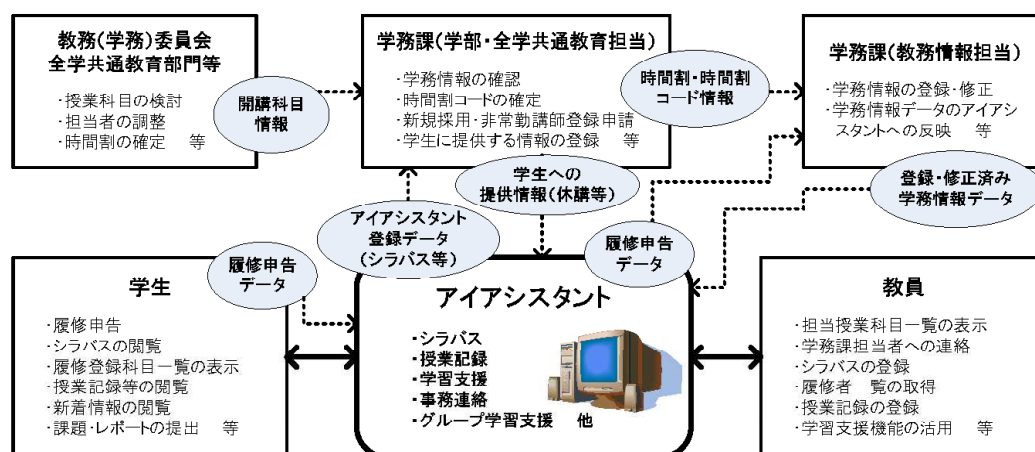 教務(学務)委員会
全学共通教育部門等
・授業科目の検討
・担当者の調整
・時間割の確定　等
開講科目
情報
学務課(学部・全学共通教育担当)
・学務情報の確認
・時間割コードの確定
・新規採用・非常勤講師登録申請
・学生に提供する情報の登録　等
時間割・時間割
コード情報
学務課(教務情報担当)
・学務情報の登録・修正
・学務情報データのアイアシ
スタントへの反映　等
学生への
提供情報(休講等)
登録・修正済み
学務情報データ
アイアシスタント
登録データ
(シラバス等)
履修申告
データ
履修申告
データ
学生
・履修申告
・シラバスの閲覧
・履修登録科目一覧の表示
・授業記録等の閲覧
・新着情報の閲覧
・課題・レポートの提出　等
アイアシスタント
・シラバス
・授業記録
・学習支援
・事務連絡
・グループ学習支援　他
教員
・担当授業科目一覧の表示
・学務課担当者への連絡
・シラバスの登録
・履修者　覧の取得
・授業記録の登録
・学習支援機能の活用　等